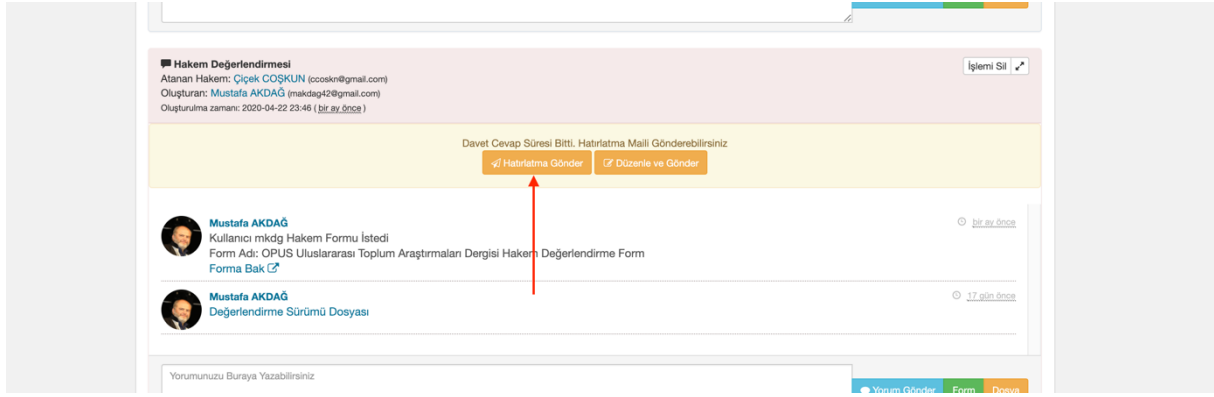 Hakem Değerlendirmesi
İşlemi Sil
Atanan Hakem: Çiçek COŞKUN (ccoskn@gmail.com)
Oluşturan: Mustafa AKDAĞ (makdag42@gmail.com)
Oluşturulma zamanı: 2020-04-22 23:46 ( bir ay önce )
Davet Cevap Süresi Bitti. Hatırlatma Maili Gönderebilirsiniz
Hatırlatma Gönder Düzenle ve Gönder
Mustafa AKDAĞ bir ay önce
Kullanıcı mkdg Hakem Formu İstedi
Form Adı: OPUS Uluslararası Toplum Araştırmaları Dergisi Hakem Değerlendirme Form
Forma Bak
Mustafa AKDAĞ 17 gün önce
Değerlendirme Sürümü Dosyası
Yorumunuzu Buraya Yazabilirsiniz
Yorum Gönder Form Dosya